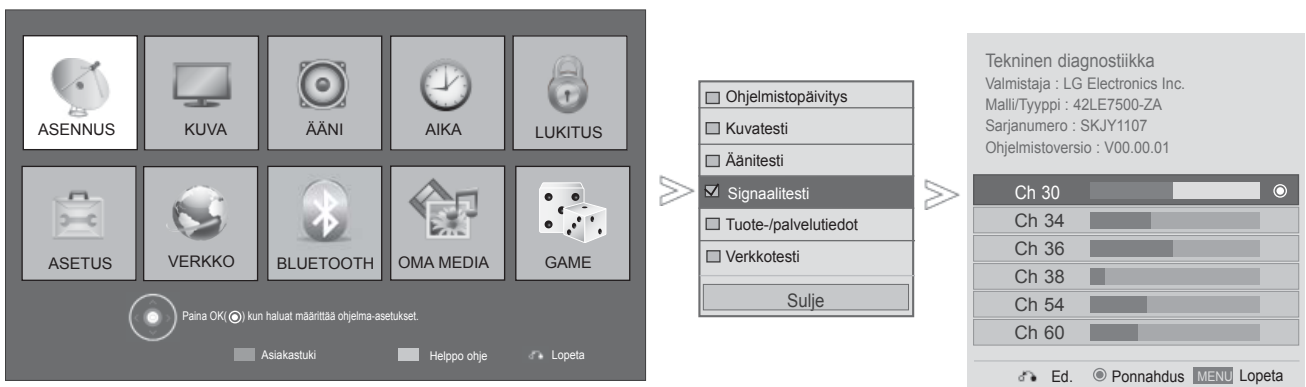 ASENNUS
KUVA
ÄÄNI
AIKA
LUKITUS
ASETUS
VERKKO
BLUETOOTH
OMA MEDIA
GAME
Paina OK(◉) kun haluat määrittää ohjelma-asetukset.
Asiakastuki
Helppo ohje
Lopeta
Ohjelmistopäivitys
Kuvatesti
Äänitesti
Signaalitesti
Tuote-/palvelutiedot
Verkkotesti
Sulje
Tekninen diagnostiikka
Valmistaja : LG Electronics Inc.
Malli/Tyyppi : 42LE7500-ZA
Sarjanumero : SKJY1107
Ohjelmistoversio : V00.00.01
Ch 30
Ch 34
Ch 36
Ch 38
Ch 54
Ch 60
Ed. ◉ Ponnahdus MENU Lopeta